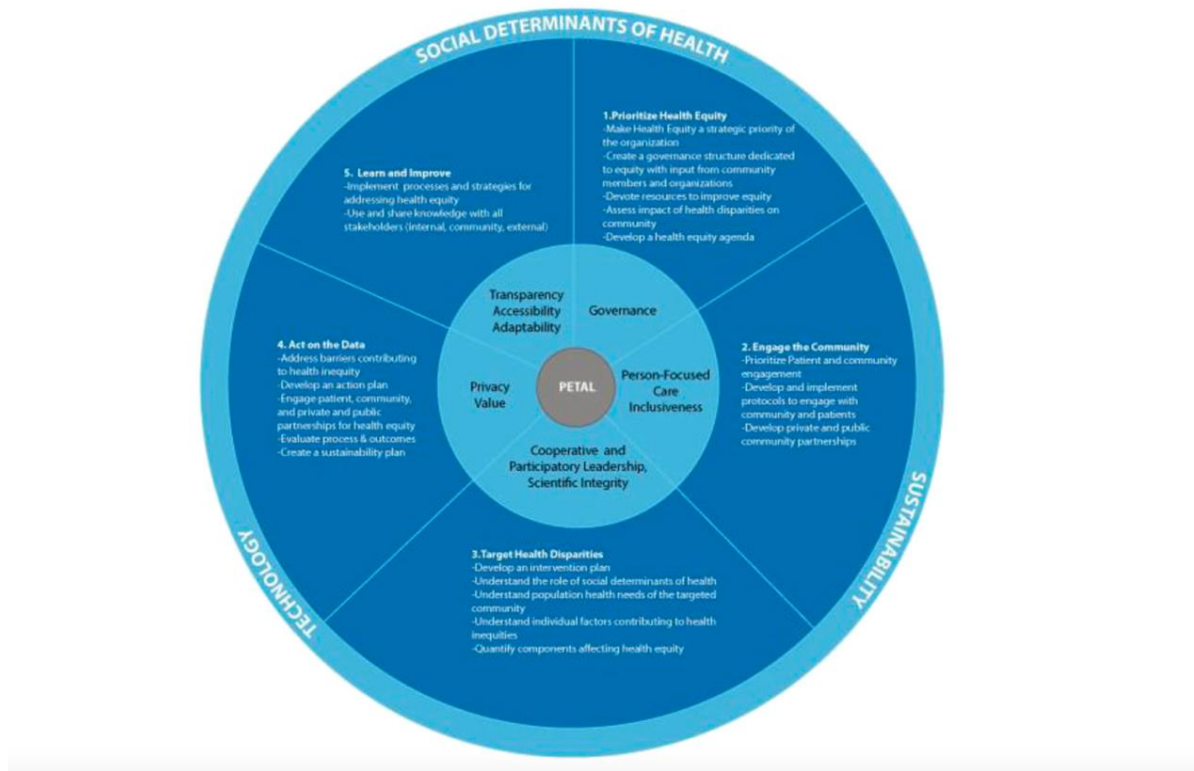 SOCIAL DETERMINANTS OF HEALTH
1.Prioritize Health Equity
-Make Health Equity a strategic priority of
the organization
-Create a governance structure dedicated
to equity with input from community
members and organizations
-Devote resources to improve equity
-Assess impact of health disparities on
community
-Develop a health equity agenda
2. Engage the Community
-Prioritize Patient and community
engagement
-Develop and implement
protocols to engage with
community and patients
-Develop private and public
community partnerships
3.Target Health Disparities
-Develop an intervention plan
-Understand the role of social determinants of health
-Understand population health needs of the targeted
community
-Understand individual factors contributing to health
inequities
-Quantify components affecting health equity
4. Act on the Data
-Address barriers contributing
to health inequity
-Develop an action plan
-Engage patient, community,
and private and public
partnerships for health equity
-Evaluate process & outcomes
-Create a sustainability plan
5. Learn and Improve
-Implement processes and strategies for
addressing health equity
-Use and share knowledge with all
stakeholders (internal, community, external)
Governance
Person-Focused
Care
Inclusiveness
Cooperative and
Participatory Leadership,
Scientific Integrity
Privacy
Value
Transparency
Accessibility
Adaptability
PETAL
SUSTAINABILITY
TECHNOLOGY